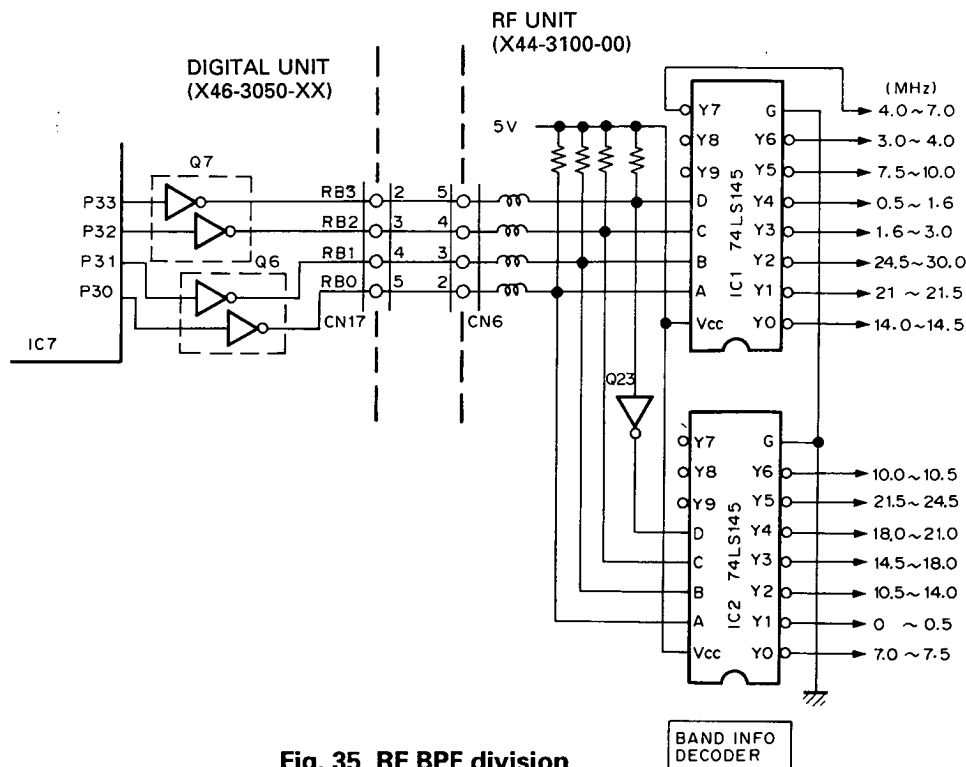 RF UNIT
(X44-3100-00)
DIGITAL UNIT
(X46-3050-XX)
(MHz)
Y7
G
4.0~7.0
5V
Y8
Y6
3.0~4.0
Q7
Y9
Y5
7.5~10.0
P33
RB3
2
5
D
Y4
0.5~1.6
P32
RB2
3
4
C
Y3
1.6~3.0
P31
Q6
RB1
4
3
B
Y2
24.5~30.0
P30
RB0
5
2
A
Y1
21 ~21.5
CN17
CN6
Vcc
Y0
14.0~14.5
IC7
IC1 74LS145
Q23
Y7
G
Y8
Y6
10.0~10.5
Y9
Y5
21.5~24.5
D
Y4
18.0~21.0
C
Y3
14.5~18.0
B
Y2
10.5~14.0
A
Y1
0 ~0.5
Vcc
Y0
7.0~7.5
IC2 74LS145
BAND INFO
DECODER
Fig. 35 RF BPF division